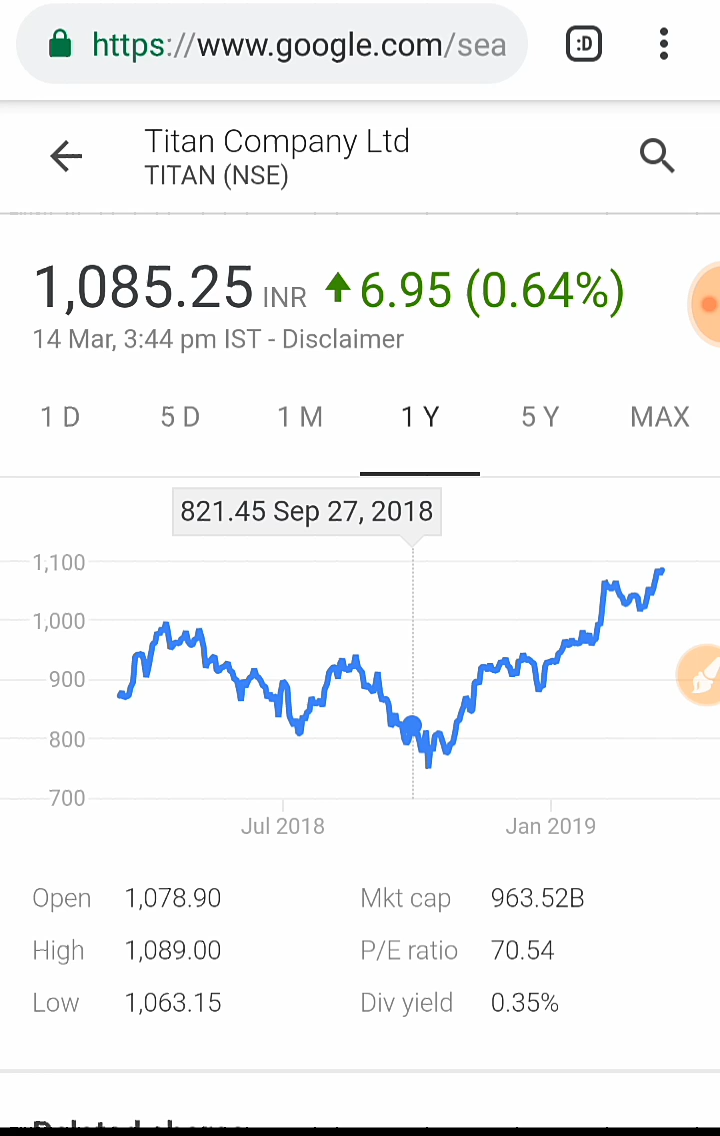 https://www.google.com/sea
:D
Titan Company Ltd
TITAN (NSE)
1,085.25 INR 6.95 (0.64%)
14 Mar, 3:44 pm IST - Disclaimer
1 D 5 D 1 M 1 Y 5 Y MAX
821.45 Sep 27, 2018
1,100
1,000
900
800
700
Jul 2018 Jan 2019
Open 1,078.90 Mkt cap 963.52B
High 1,089.00 P/E ratio 70.54
Low 1,063.15 Div yield 0.35%